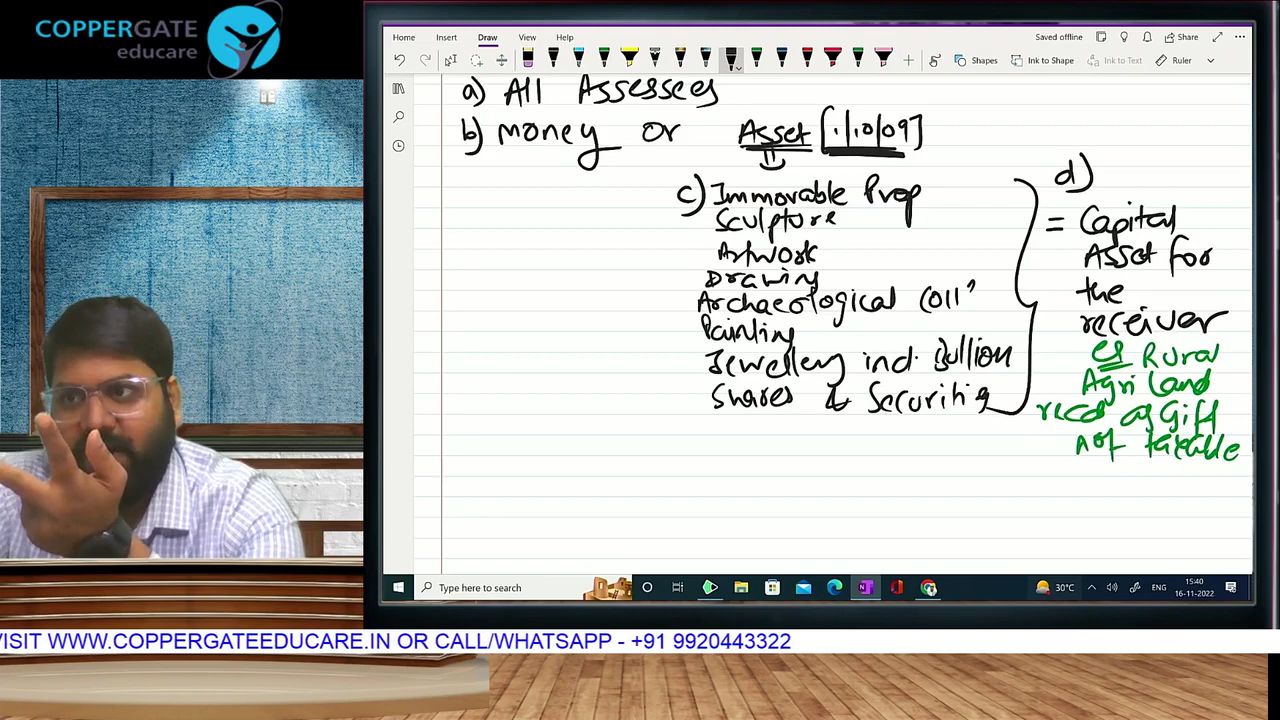 COPPERGATE
educare
Home Insert Draw View Help
Saved offline
Share
Shapes
Ink to Shape
Ink to Text
Ruler
a) All Assessees
b) money or Asset [1/10/09]
c) Immovable Prop
Sculpture
Artwork
Drawing
Archaeological Coll'
Painting
Jewellery incl. Bullion
Shares & Securities
d)
= Capital
Asset for
the
receiver
eg Rural
Agri Land
recd as Gift
not taxable
Type here to search
30°C
ENG
15:40
16-11-2022
VISIT WWW.COPPERGATEEDUCARE.IN OR CALL/WHATSAPP - +91 9920443322